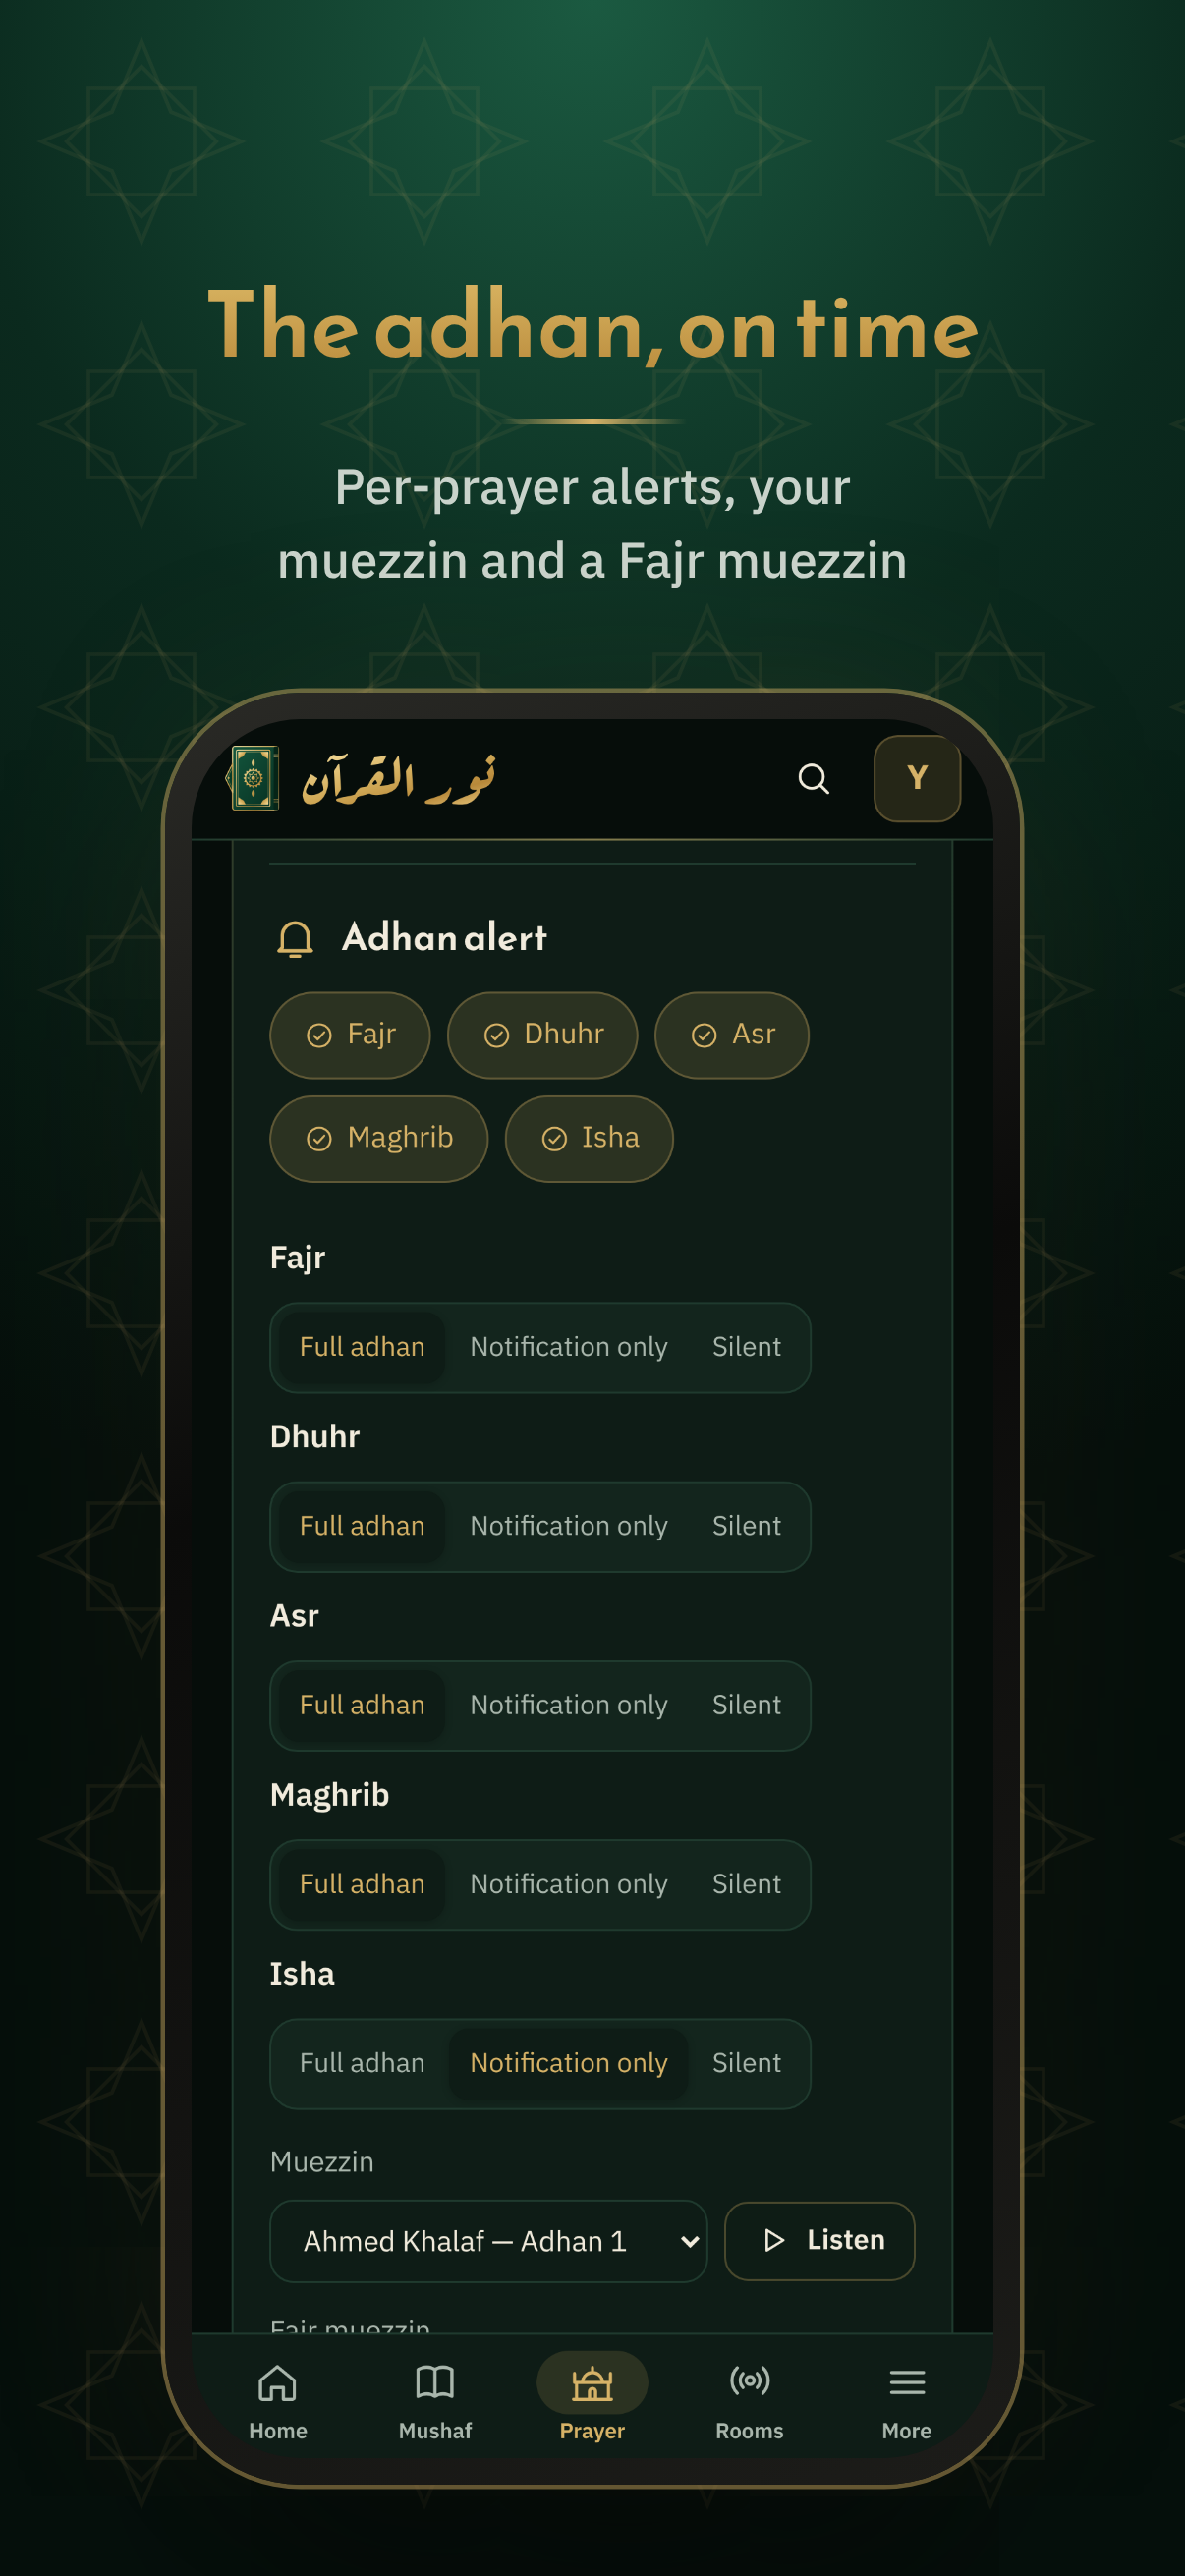 The adhan, on time
Per-prayer alerts, your
muezzin and a Fajr muezzin
نور القرآن
Y
Adhan alert
Fajr Dhuhr Asr
Maghrib Isha
Fajr
Full adhan Notification only Silent
Dhuhr
Full adhan Notification only Silent
Asr
Full adhan Notification only Silent
Maghrib
Full adhan Notification only Silent
Isha
Full adhan Notification only Silent
Muezzin
Ahmed Khalaf — Adhan 1 Listen
Fajr muezzin
Home Mushaf Prayer Rooms More